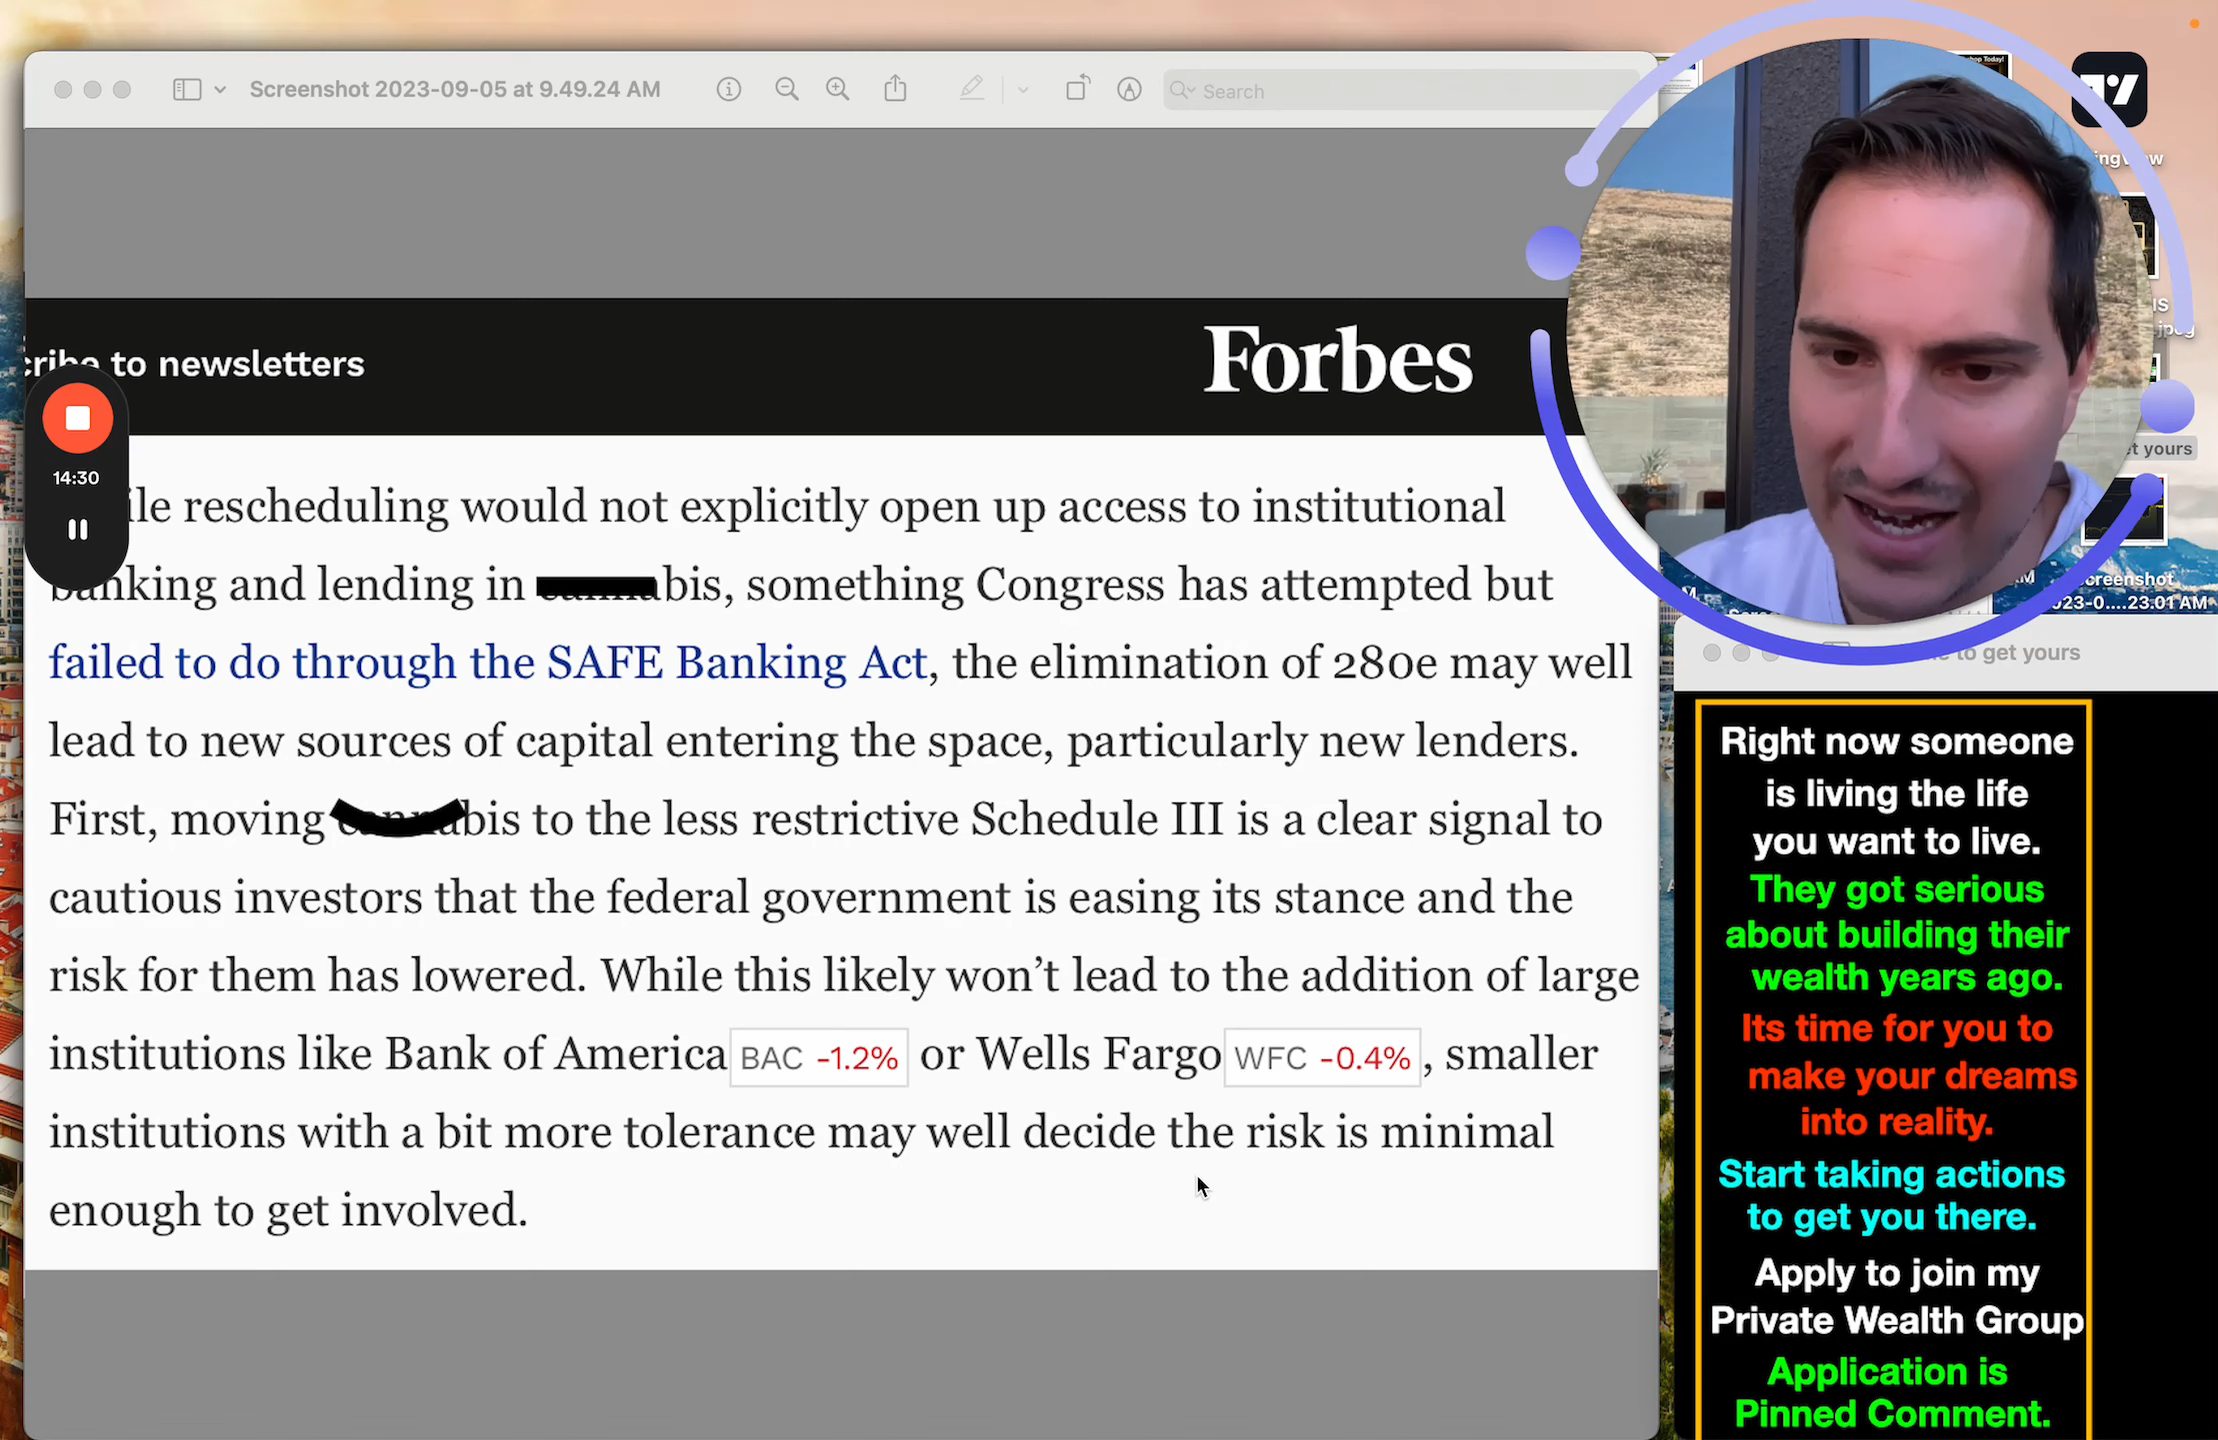 Screenshot 2023-09-05 at 9.49.24 AM
Search
to newsletters
Forbes
14:30
rescheduling would not explicitly open up access to institutional
banking and lending in bis, something Congress has attempted but
failed to do through the SAFE Banking Act, the elimination of 280e may well
lead to new sources of capital entering the space, particularly new lenders.
First, moving bis to the less restrictive Schedule III is a clear signal to
cautious investors that the federal government is easing its stance and the
risk for them has lowered. While this likely won't lead to the addition of large
institutions like Bank of America BAC -1.2% or Wells Fargo WFC -0.4%, smaller
institutions with a bit more tolerance may well decide the risk is minimal
enough to get involved.
yours
Screenshot
23.01 AM
to get yours
Right now someone
is living the life
you want to live.
They got serious
about building their
wealth years ago.
Its time for you to
make your dreams
into reality.
Start taking actions
to get you there.
Apply to join my
Private Wealth Group
Application is
Pinned Comment.